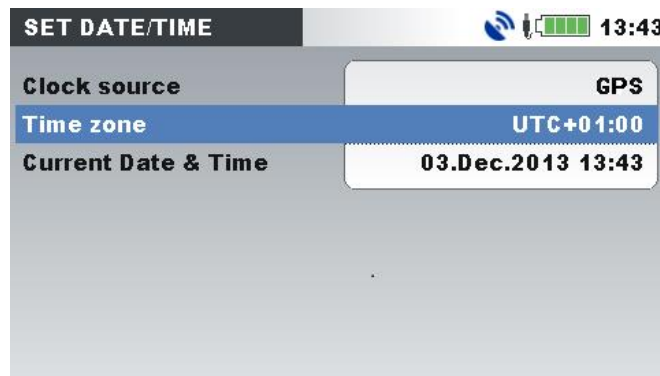 SET DATE/TIME 13:43
Clock source GPS
Time zone UTC+01:00
Current Date & Time 03.Dec.2013 13:43